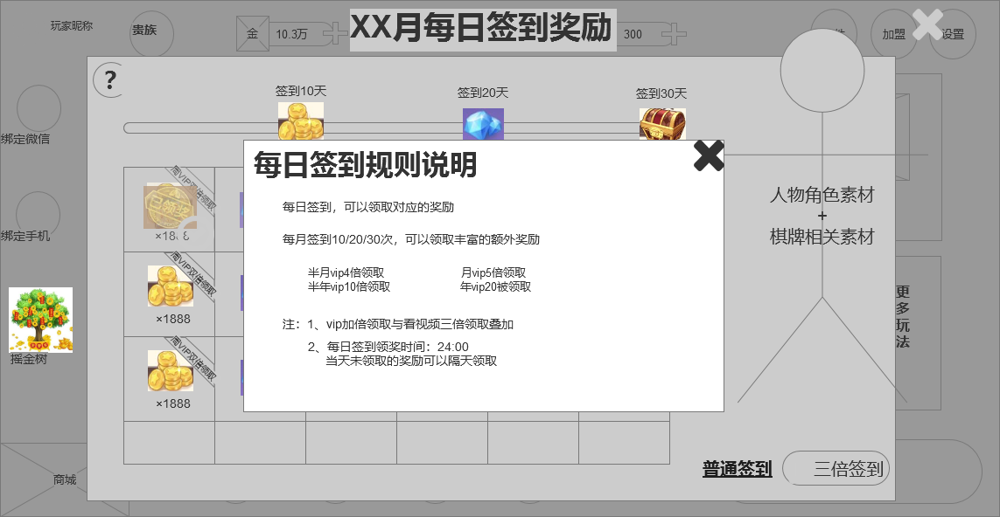 玩家昵称
贵族
金
10.3万
XX月每日签到奖励
300
加盟
设置
?
签到10天
签到20天
签到30天
绑定微信
每日签到规则说明
周VIP双倍领取
已领奖
每日签到，可以领取对应的奖励
人物角色素材
+
棋牌相关素材
绑定手机
每月签到10/20/30次，可以领取丰富的额外奖励
周VIP双倍领取
半月vip4倍领取
月vip5倍领取
半年vip10倍领取
年vip20被领取
×1888
更多玩法
注：1、vip加倍领取与看视频三倍领取叠加
周VIP双倍领取
2、每日签到领奖时间：24:00
当天未领取的奖励可以隔天领取
摇金树
×1888
普通签到
三倍签到
商城